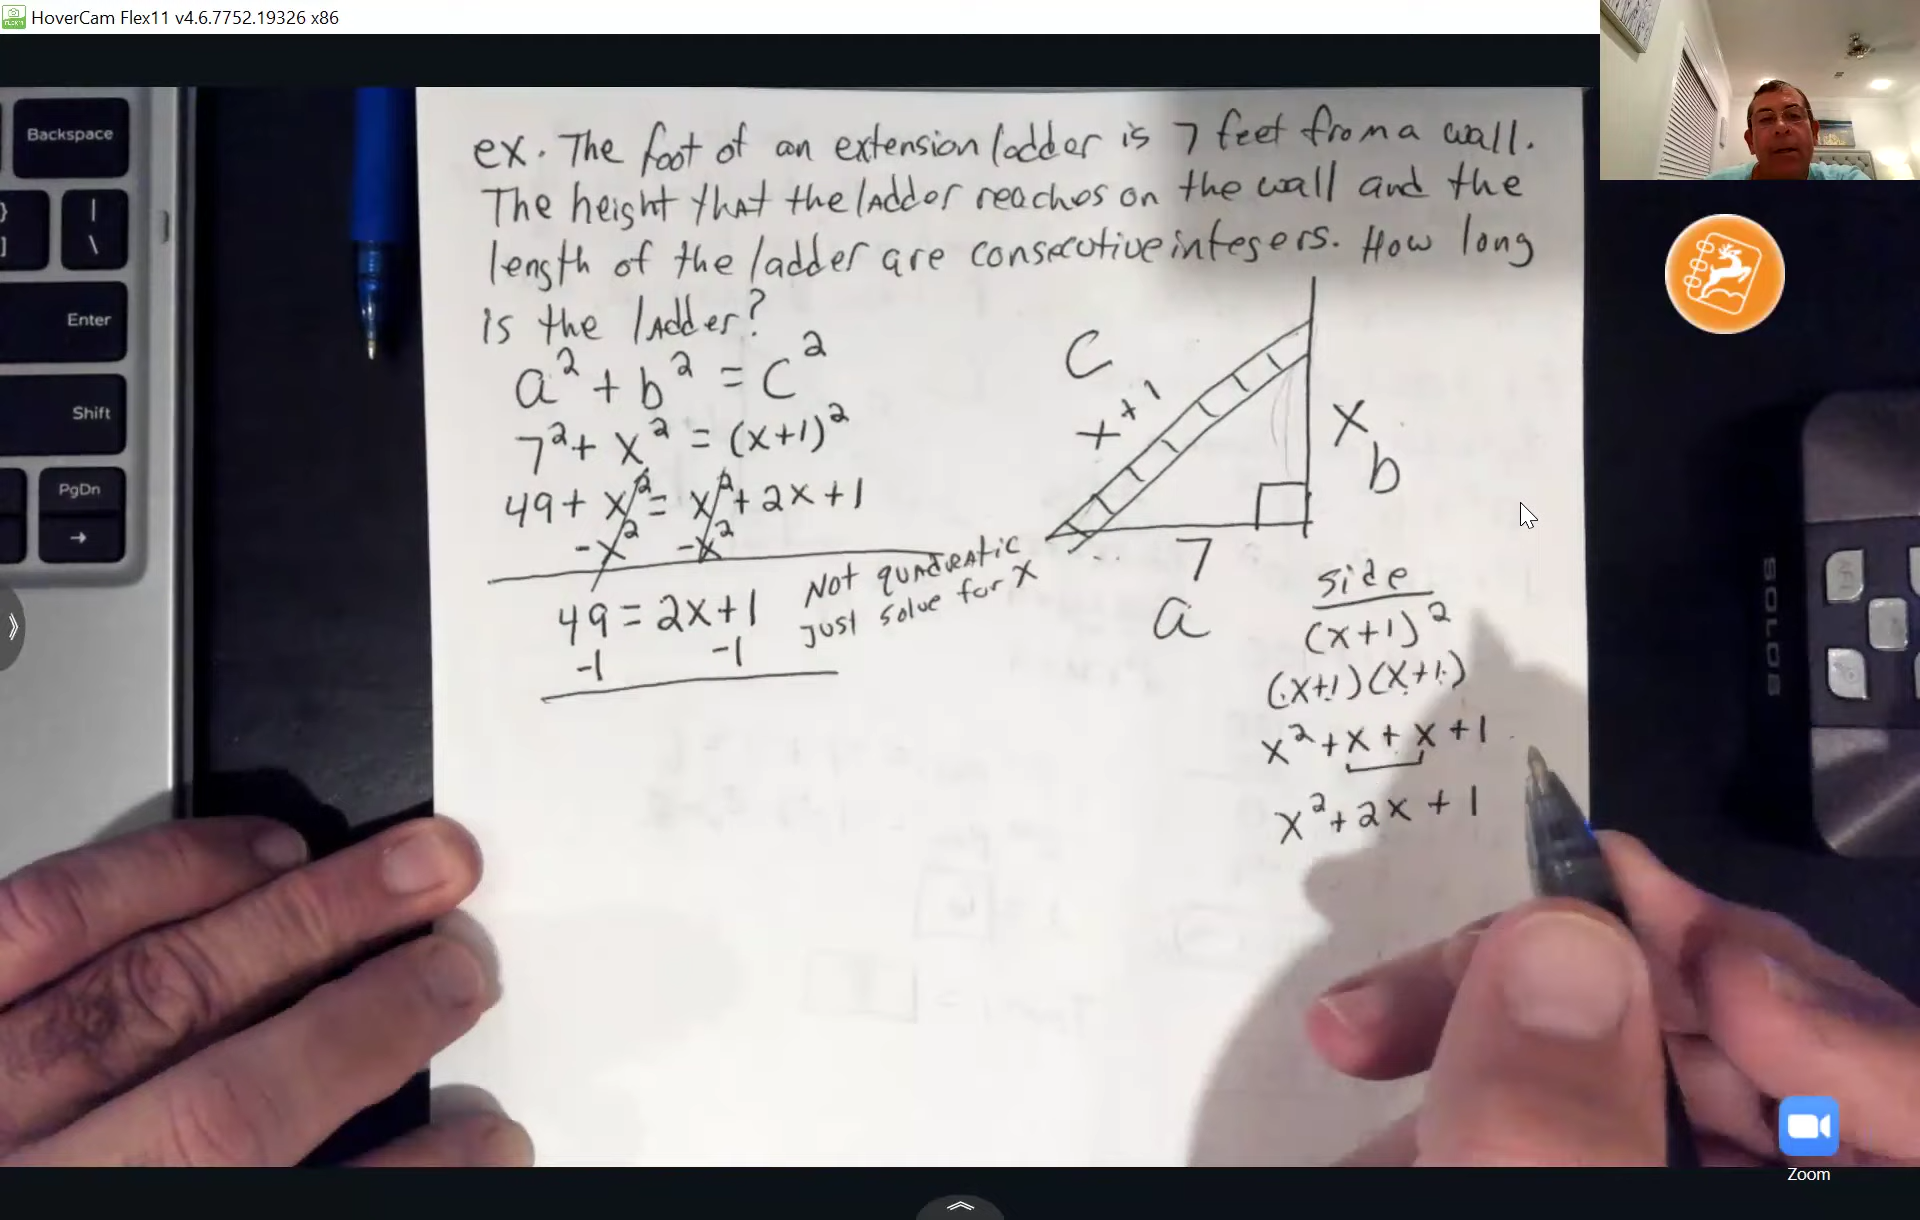 HoverCam Flex11 v4.6.7752.19326 x86
Backspace
}
]
|
\
Enter
Shift
PgDn
→
ex. The foot of an extension ladder is 7 feet from a wall.
The height that the ladder reaches on the wall and the
length of the ladder are consecutive integers. How long
is the ladder?
a² + b² = c²
7² + x² = (x+1)²
49 + x² = x² + 2x + 1
-x² -x²
49 = 2x+1
-1 -1
Not quadratic
just solve for x
C
x+1
x
b
7
a
side
(x+1)²
(x+1)(x+1)
x² + x + x + 1
x² + 2x + 1
SOLOS
Zoom